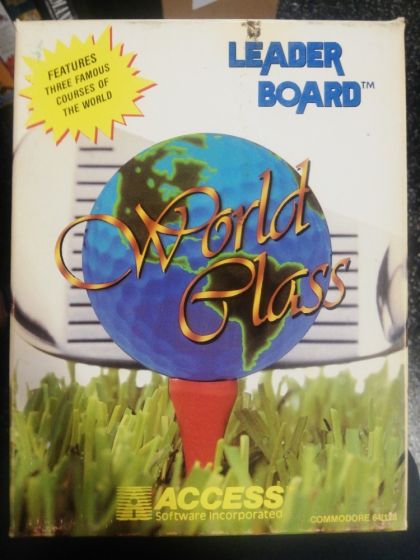 FEATURES
THREE FAMOUS
COURSES OF
THE WORLD
LEADER
BOARD™
World
Class
ACCESS
Software Incorporated
COMMODORE 64/128